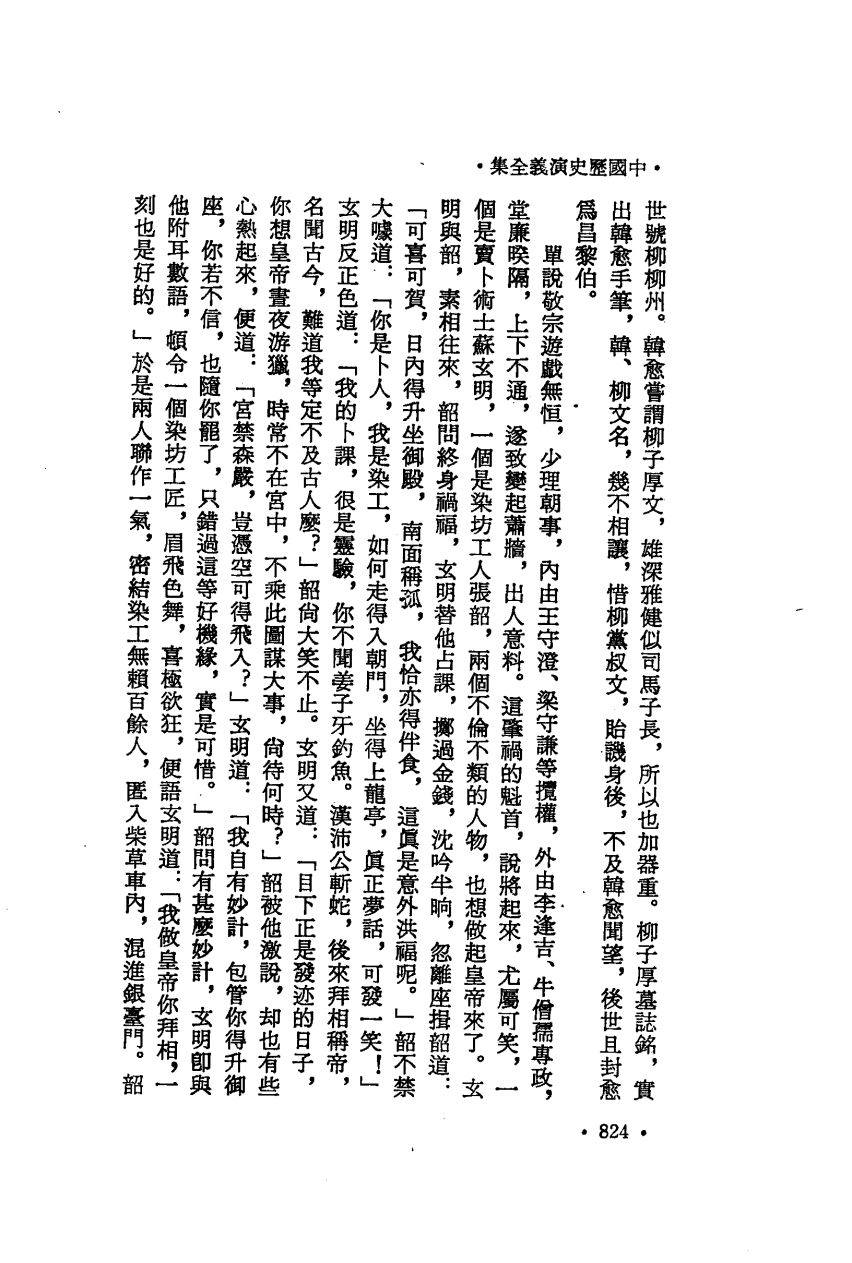 •中國歷史演義全集•
世號柳柳州。韓愈嘗謂柳子厚文，雄深雅健似司馬子長，所以也加器重。柳子厚墓誌銘，實
出韓愈手筆，韓、柳文名，幾不相讓，惜柳黨叔文，貽譏身後，不及韓愈聞望，後世且封愈
爲昌黎伯。
單說敬宗遊戲無恒，少理朝事，內由王守澄、梁守謙等攬權，外由李逢吉、牛僧孺專政，
堂廉暌隔，上下不通，遂致變起蕭牆，出人意料。這肇禍的魁首，說將起來，尤屬可笑，一
個是賣卜術士蘇玄明，一個是染坊工人張韶，兩個不倫不類的人物，也想做起皇帝來了。玄
明與韶，素相往來，韶問終身禍福，玄明替他占課，擲過金錢，沈吟半晌，忽離座揖韶道：
「可喜可賀，日內得升坐御殿，南面稱孤，我恰亦得伴食，這眞是意外洪福呢。」韶不禁
大噱道：「你是卜人，我是染工，如何走得入朝門，坐得上龍亭，眞正夢話，可發一笑！」
玄明反正色道：「我的卜課，很是靈驗，你不聞姜子牙釣魚。漢沛公斬蛇，後來拜相稱帝，
名聞古今，難道我等定不及古人麼？」韶尙大笑不止。玄明又道：「目下正是發迹的日子，
你想皇帝晝夜游獵，時常不在宮中，不乘此圖謀大事，尙待何時？」韶被他激說，却也有些
心熱起來，便道：「宮禁森嚴，豈憑空可得飛入？」玄明道：「我自有妙計，包管你得升御
座，你若不信，也隨你罷了，只錯過這等好機緣，實是可惜。」韶問有甚麼妙計，玄明卽與
他附耳數語，頓令一個染坊工匠，眉飛色舞，喜極欲狂，便語玄明道：「我做皇帝你拜相，一
刻也是好的。」於是兩人聯作一氣，密結染工無賴百餘人，匿入柴草車內，混進銀臺門。韶
•824•